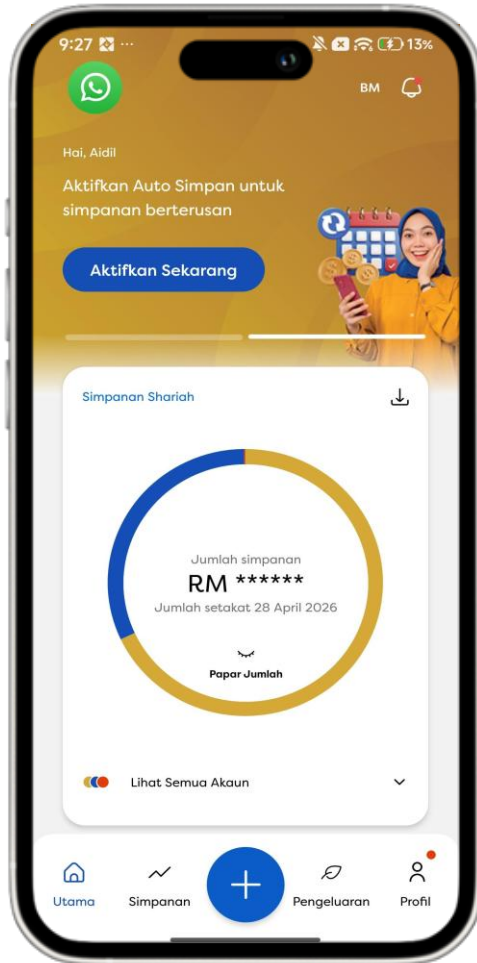 9:27
13%
BM
Hai, Aidil
Aktifkan Auto Simpan untuk
simpanan berterusan
Aktifkan Sekarang
Simpanan Shariah
Jumlah simpanan
RM ******
Jumlah setakat 28 April 2026
Papar Jumlah
Lihat Semua Akaun
Utama
Simpanan
Pengeluaran
Profil